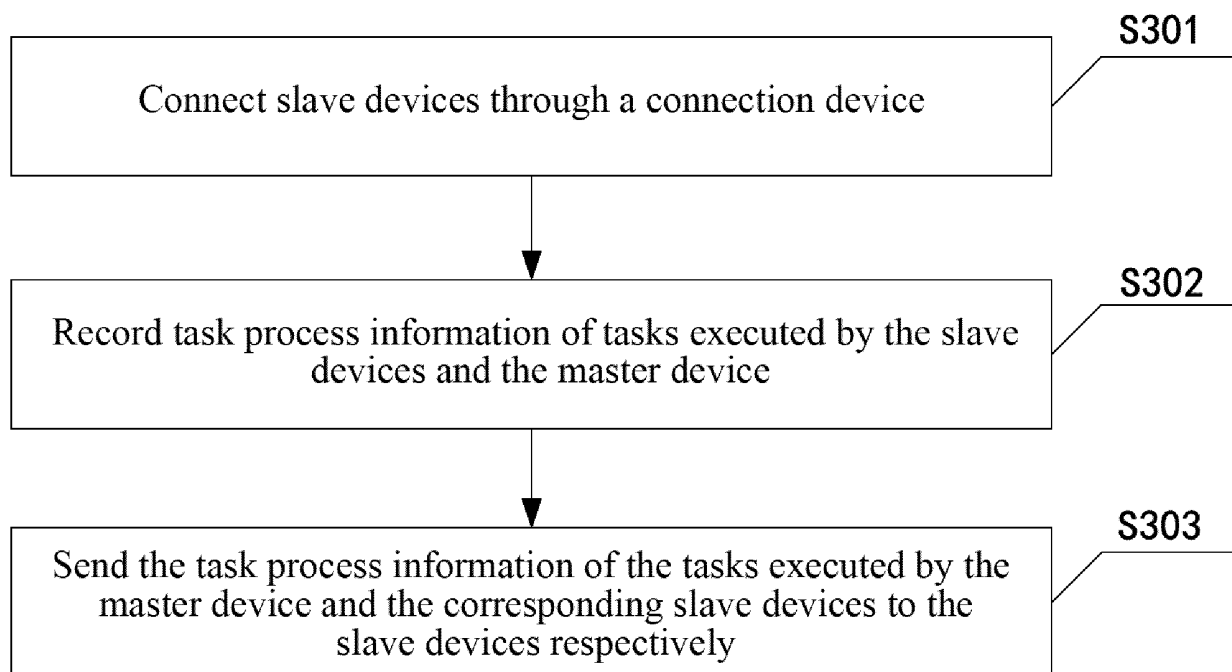 S301
Connect slave devices through a connection device
S302
Record task process information of tasks executed by the slave
devices and the master device
S303
Send the task process information of the tasks executed by the
master device and the corresponding slave devices to the
slave devices respectively